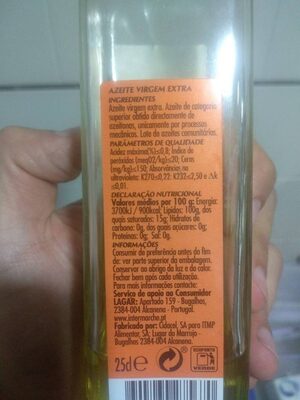 AZEITE VIRGEM EXTRA
INGREDIENTES
Azeite virgem extra. Azeite de categoria
superior obtido diretamente de
azeitonas, unicamente por processos
mecânicos. Lote de azeites comunitários.
PARÂMETROS DE QUALIDADE
Acidez máxima(%)≤0,8; Índice de
peróxidos (meqO2/kg)≤20; Ceras
(mg/kg)≤150; Absorvências no
ultravioleta: K270≤0,22; K232≤2,50 e ∆k
≤0,01.
DECLARAÇÃO NUTRICIONAL
Valores médios por 100 g: Energia:
3700kJ / 900kcal; Lípidos: 100g, dos
quais saturados: 15g; Hidratos de
carbono: 0g, dos quais açúcares: 0g;
Proteínas: 0g; Sal: 0g.
INFORMAÇÕES
Consumir de preferência antes do fim
de: ver parte superior da embalagem.
Conservar ao abrigo da luz e do calor.
Fechar bem após cada utilização.
Para mais informações contacte:
Serviço de apoio ao Consumidor
LAGAR: Apartado 159 - Bugalhos,
2384-004 Alcanena - Portugal.
www.intermarche.pt
Fabricado por: Cidacel, SA para ITMP
Alimentar, SA; Lugar do Marrujo -
Bugalhos 2384-004 Alcanena.
25cl e
ECOPONTO
VERDE